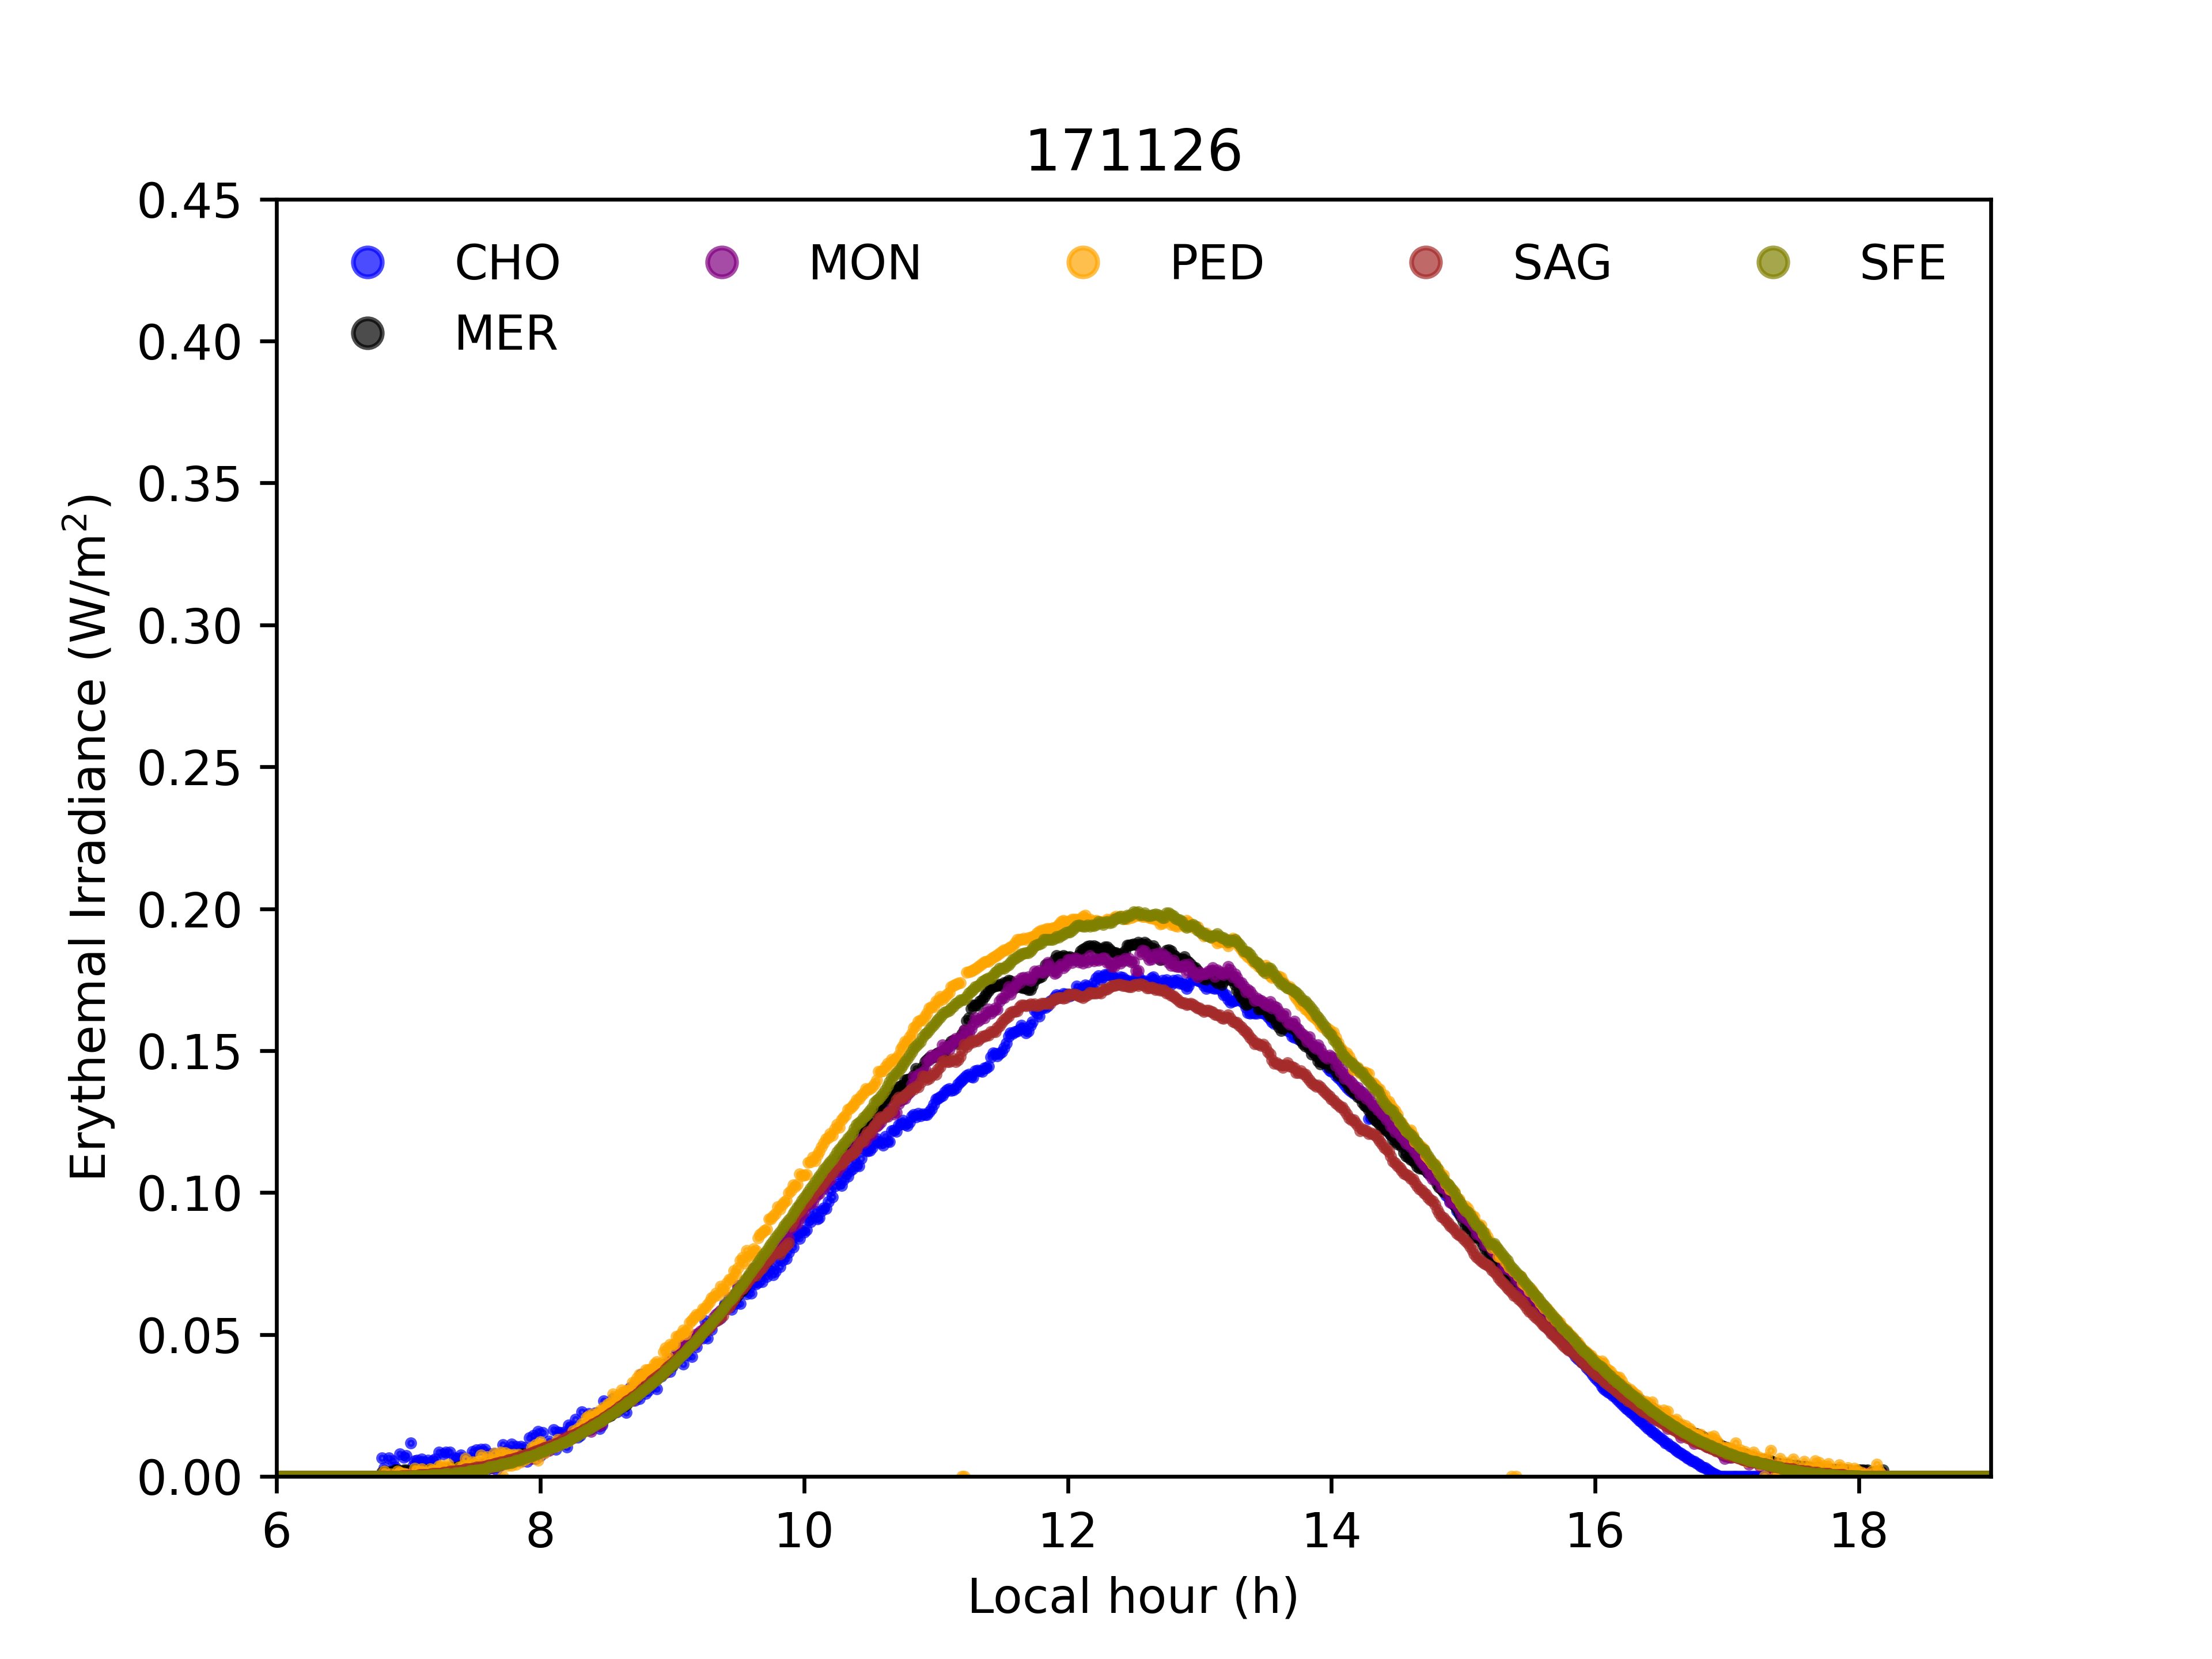 171126
CHO MON PED SAG SFE
MER
0.45
0.40
0.35
0.30
0.25
0.20
0.15
0.10
0.05
0.00
Erythemal Irradiance (W/m²)
6 8 10 12 14 16 18
Local hour (h)